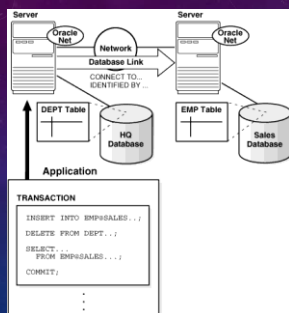 Server
Server
Oracle
Net
Oracle
Net
Network
Database Link
CONNECT TO...
IDENTIFIED BY ...
DEPT Table
HQ
Database
EMP Table
Sales
Database
Application
TRANSACTION
INSERT INTO EMP@SALES..;
DELETE FROM DEPT..;
SELECT...
FROM EMP@SALES...;
COMMIT;